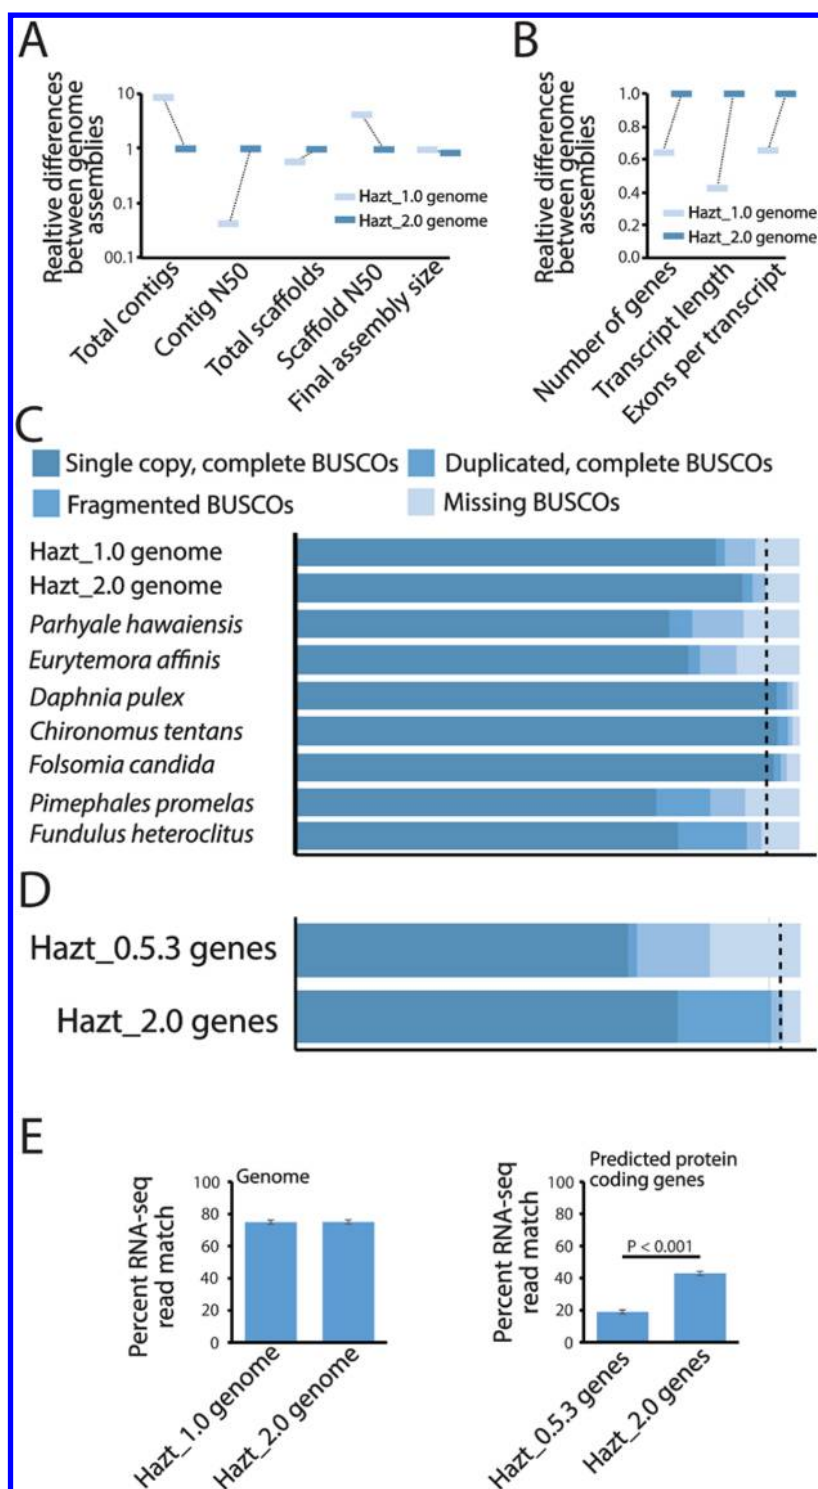 A
Realtive differences
between genome
assemblies
10
1
0.1
00.1
Hazt_1.0 genome
Hazt_2.0 genome
Total contigs
Contig N50
Total scaffolds
Scaffold N50
Final assembly size
B
Realtive differences
between genome
assemblies
1.0
0.8
0.6
0.4
0.2
0.0
Hazt_1.0 genome
Hazt_2.0 genome
Number of genes
Transcript length
Exons per transcript
C
Single copy, complete BUSCOs
Duplicated, complete BUSCOs
Fragmented BUSCOs
Missing BUSCOs
Hazt_1.0 genome
Hazt_2.0 genome
Parhyale hawaiensis
Eurytemora affinis
Daphnia pulex
Chironomus tentans
Folsomia candida
Pimephales promelas
Fundulus heteroclitus
D
Hazt_0.5.3 genes
Hazt_2.0 genes
E
Percent RNA-seq
read match
100
80
60
40
20
0
Genome
Hazt_1.0 genome
Hazt_2.0 genome
Percent RNA-seq
read match
100
80
60
40
20
0
Predicted protein
coding genes
P < 0.001
Hazt_0.5.3 genes
Hazt_2.0 genes